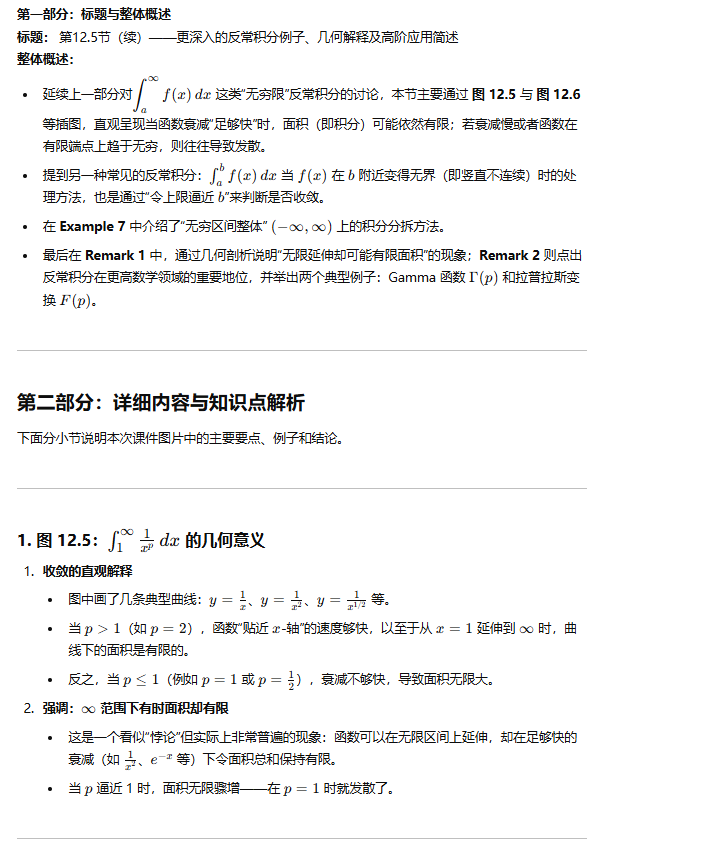 第一部分：标题与整体概述
标题： 第12.5节（续）——更深入的反常积分例子、几何解释及高阶应用简述
整体概述：
• 延续上一部分对 ∫_a^∞ f(x) dx 这类“无穷限”反常积分的讨论，本节主要通过 图 12.5 与 图 12.6
等插图，直观呈现当函数衰减“足够快”时，面积（即积分）可能依然有限；若衰减慢或者函数在
有限端点上趋于无穷，则往往导致发散。
• 提到另一种常见的反常积分：∫_a^b f(x) dx 当 f(x) 在 b 附近变得无界（即竖直不连续）时的处
理方法，也是通过“令上限逼近 b”来判断是否收敛。
• 在 Example 7 中介绍了“无穷区间整体” (−∞, ∞) 上的积分分拆方法。
• 最后在 Remark 1 中，通过几何剖析说明“无限延伸却可能有限面积”的现象；Remark 2 则点出
反常积分在更高数学领域的重要地位，并举出两个典型例子：Gamma 函数 Γ(p) 和拉普拉斯变
换 F(p)。
第二部分：详细内容与知识点解析
下面分小节说明本次课件图片中的主要要点、例子和结论。
1. 图 12.5：∫_1^∞ 1/x^p dx 的几何意义
1. 收敛的直观解释
• 图中画了几条典型曲线：y = 1/x、y = 1/x^2、y = 1/x^{1/2} 等。
• 当 p > 1（如 p = 2），函数“贴近 x-轴”的速度够快，以至于从 x = 1 延伸到 ∞ 时，曲
线下的面积是有限的。
• 反之，当 p ≤ 1（例如 p = 1 或 p = 1/2），衰减不够快，导致面积无限大。
2. 强调：∞ 范围下有时面积却有限
• 这是一个看似“悖论”但实际上非常普遍的现象：函数可以在无限区间上延伸，却在足够快的
衰减（如 1/x^2、e^{−x} 等）下令面积总和保持有限。
• 当 p 逼近 1 时，面积无限骤增——在 p = 1 时就发散了。